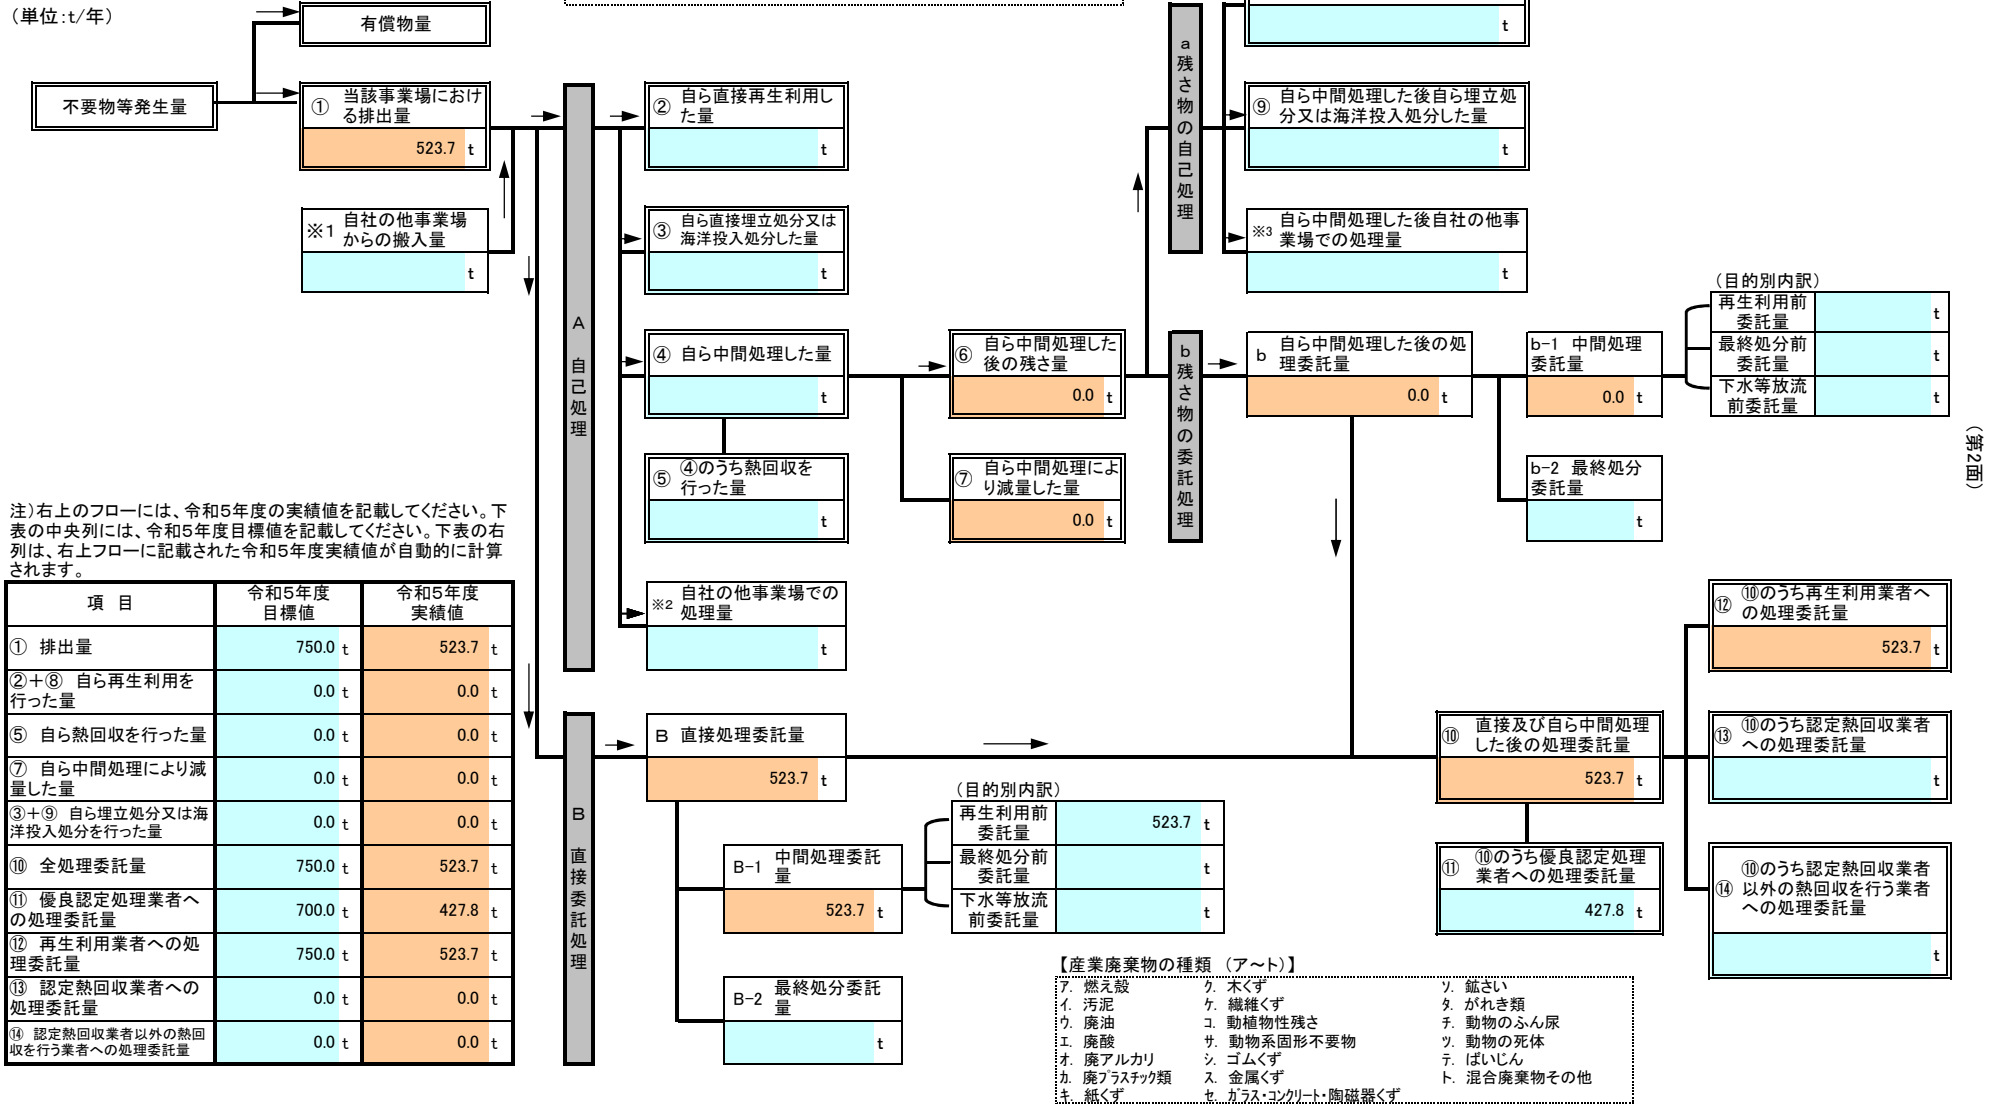 （単位:t/年）
有償物量
不要物等発生量
① 当該事業場におけ
る排出量
523.7 t
※1 自社の他事業場
からの搬入量
t
A 自己処理
② 自ら直接再生利用し
た量
t
③ 自ら直接埋立処分又は
海洋投入処分した量
t
④ 自ら中間処理した量
t
⑤ ④のうち熱回収を
行った量
t
※2 自社の他事業場での
処理量
t
⑥ 自ら中間処理した
後の残さ量
0.0 t
⑦ 自ら中間処理によ
り減量した量
0.0 t
a残さ物の自己処理
t
⑨ 自ら中間処理した後自ら埋立処
分又は海洋投入処分した量
t
※3 自ら中間処理した後自社の他事
業場での処理量
t
b残さ物の委託処理
b 自ら中間処理した後の処
理委託量
0.0 t
b-1 中間処理
委託量
0.0 t
b-2 最終処分
委託量
t
（目的別内訳）
再生利用前
委託量
t
最終処分前
委託量
t
下水等放流
前委託量
t
（第2面）
注）右上のフローには、令和5年度の実績値を記載してください。下
表の中央列には、令和5年度目標値を記載してください。下表の右
列は、右上フローに記載された令和5年度実績値が自動的に計算
されます。
項 目 令和5年度
目標値 令和5年度
実績値
① 排出量 750.0 t 523.7 t
②＋⑧ 自ら再生利用を
行った量 0.0 t 0.0 t
⑤ 自ら熱回収を行った量 0.0 t 0.0 t
⑦ 自ら中間処理により減
量した量 0.0 t 0.0 t
③＋⑨ 自ら埋立処分又は海
洋投入処分を行った量 0.0 t 0.0 t
⑩ 全処理委託量 750.0 t 523.7 t
⑪ 優良認定処理業者へ
の処理委託量 700.0 t 427.8 t
⑫ 再生利用業者への処
理委託量 750.0 t 523.7 t
⑬ 認定熱回収業者への
処理委託量 0.0 t 0.0 t
⑭ 認定熱回収業者以外の熱回
収を行う業者への処理委託量 0.0 t 0.0 t
B 直接委託処理
B 直接処理委託量
523.7 t
B-1 中間処理委託
量
523.7 t
B-2 最終処分委託
量
t
（目的別内訳）
再生利用前
委託量
523.7 t
最終処分前
委託量
t
下水等放流
前委託量
t
⑩ 直接及び自ら中間処理
した後の処理委託量
523.7 t
⑪ ⑩のうち優良認定処理
業者への処理委託量
427.8 t
⑫ ⑩のうち再生利用業者へ
の処理委託量
523.7 t
⑬ ⑩のうち認定熱回収業者
への処理委託量
t
⑭ ⑩のうち認定熱回収業者
以外の熱回収を行う業者
への処理委託量
t
【産業廃棄物の種類 （ア～ト）】
ア. 燃え殻 ク. 木くず ソ. 鉱さい
イ. 汚泥 ケ. 繊維くず タ. がれき類
ウ. 廃油 コ. 動植物性残さ チ. 動物のふん尿
エ. 廃酸 サ. 動物系固形不要物 ツ. 動物の死体
オ. 廃アルカリ シ. ゴムくず テ. ばいじん
カ. 廃プラスチック類 ス. 金属くず ト. 混合廃棄物その他
キ. 紙くず セ. ガラス・コンクリート・陶磁器くず